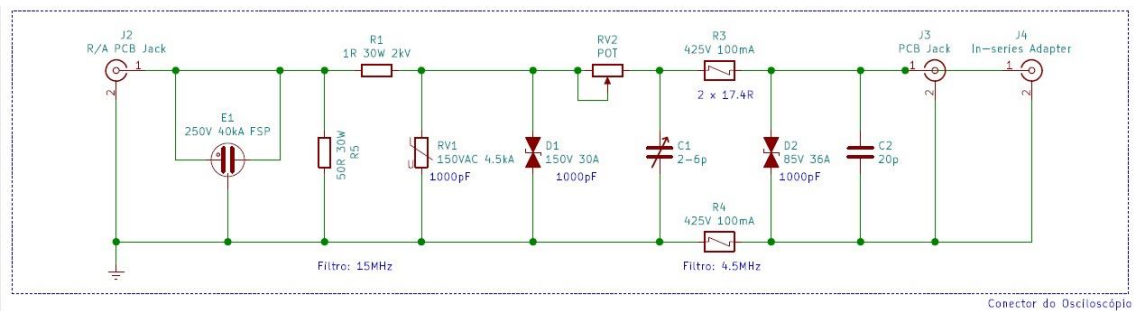 J2
R/A PCB Jack
1
2
E1
250V 40kA FSP
R1
1R 30W 2kV
50R 30W
R5
U
RV1
150VAC 4.5kA
1000pF
D1
150V 30A
1000pF
RV2
POT
C1
2-6p
R3
425V 100mA
2 x 17.4R
R4
425V 100mA
D2
85V 36A
1000pF
C2
20p
J3
PCB Jack
1
2
J4
In-series Adapter
1
2
Filtro: 15MHz
Filtro: 4.5MHz
Conector do Osciloscópio